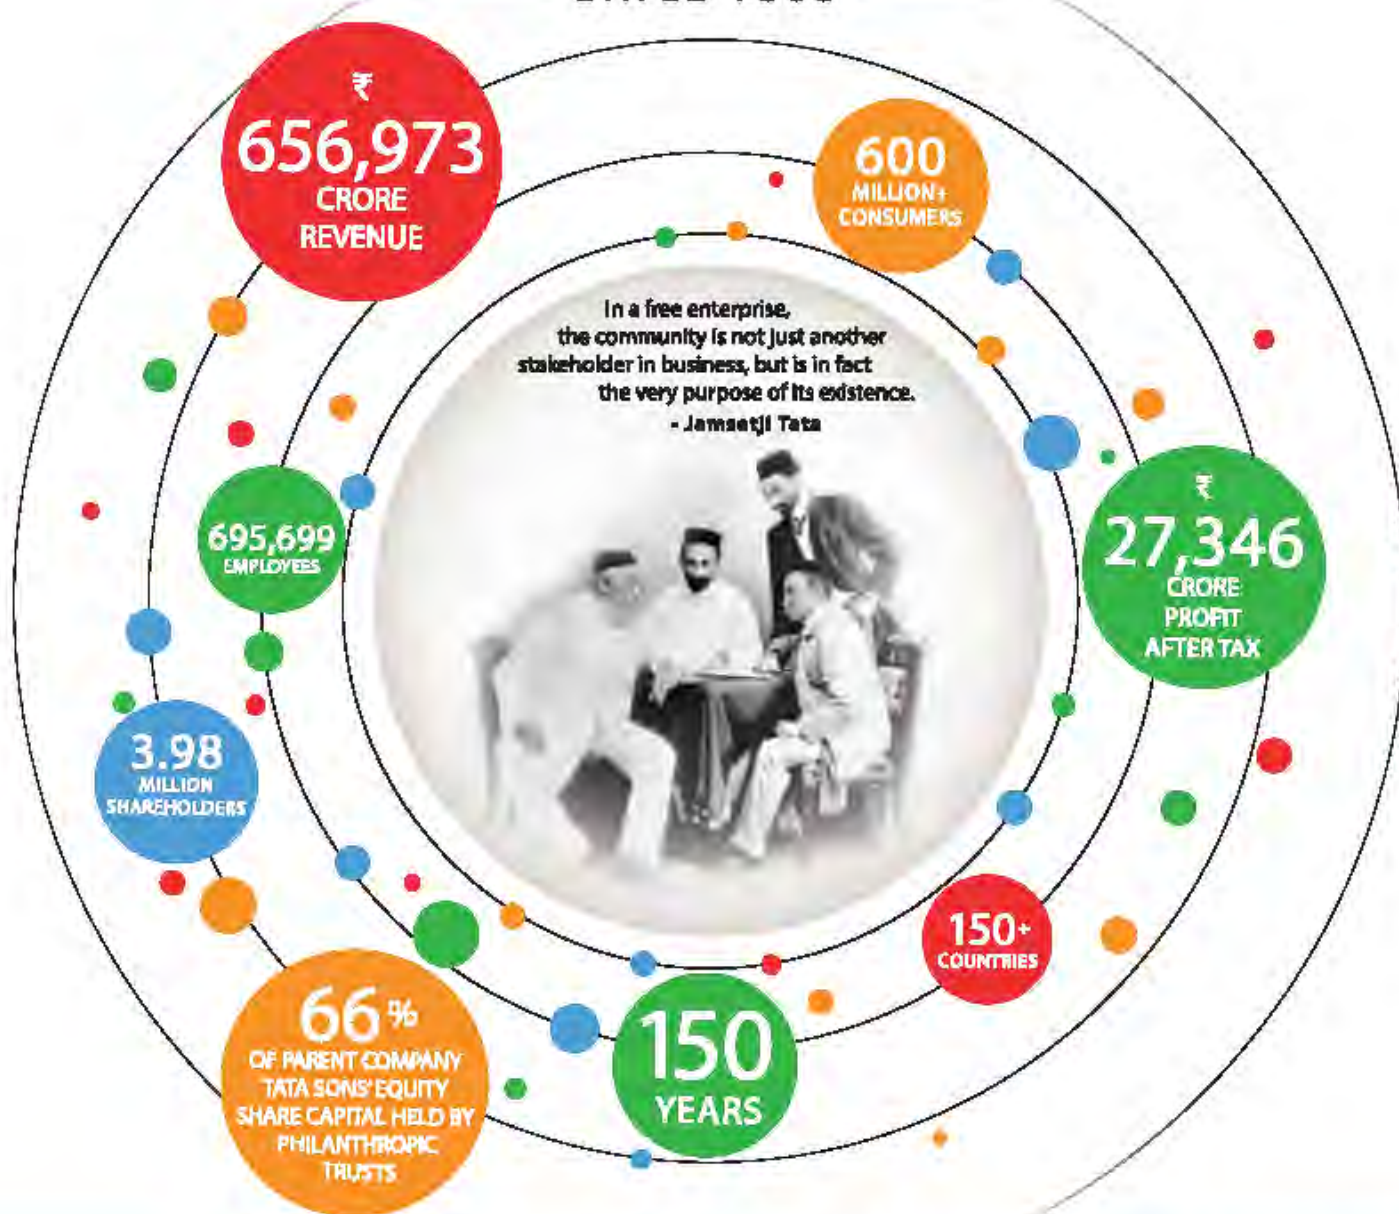 ₹
656,973
CRORE
REVENUE
600
MILLION+
CONSUMERS
In a free enterprise,
the community is not just another
stakeholder in business, but is in fact
the very purpose of its existence.
- Jamsetji Tata
695,699
EMPLOYEES
₹
27,346
CRORE
PROFIT
AFTER TAX
3.98
MILLION
SHAREHOLDERS
150+
COUNTRIES
66%
OF PARENT COMPANY
TATA SONS' EQUITY
SHARE CAPITAL HELD BY
PHILANTHROPIC
TRUSTS
150
YEARS